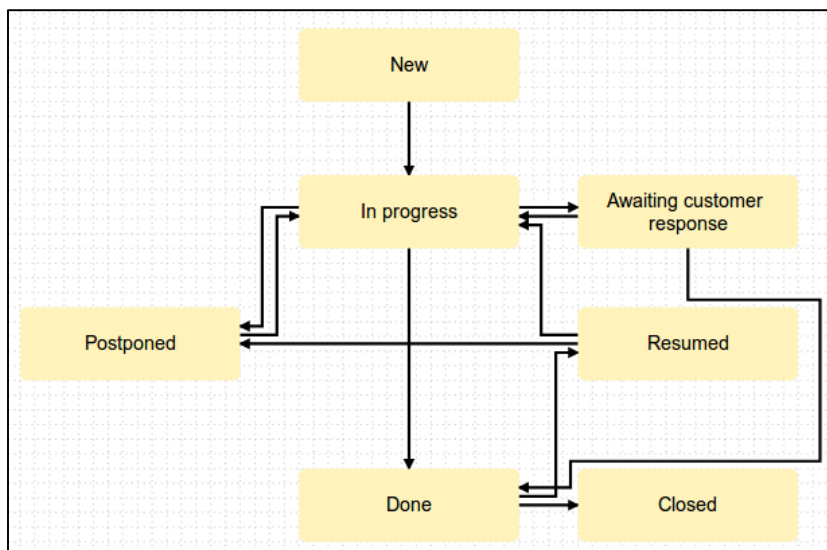 New
In progress
Awaiting customer
response
Postponed
Resumed
Done
Closed